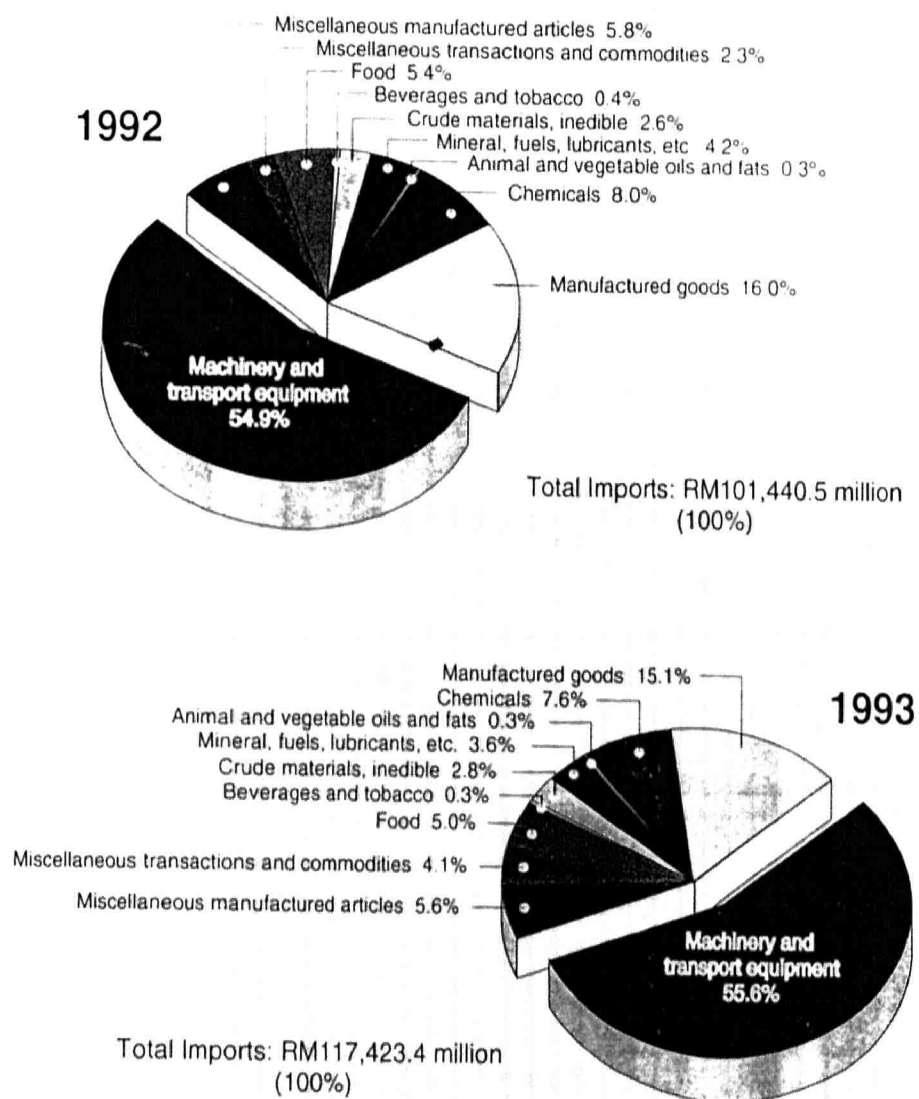 Miscellaneous manufactured articles 5.8%
Miscellaneous transactions and commodities 2 3%
Food 5 4%
Beverages and tobacco 0.4%
1992
Crude materials, inedible 2.6%
Mineral, fuels, lubricants, etc 4 2%
Animal and vegetable oils and fats 0 3%
Chemicals 8.0%
Manufactured goods 16 0%
Machinery and
transport equipment
54.9%
Total Imports: RM101,440.5 million
(100%)
Manufactured goods 15.1%
Chemicals 7.6%
1993
Animal and vegetable oils and fats 0.3%
Mineral, fuels, lubricants, etc. 3.6%
Crude materials, inedible 2.8%
Beverages and tobacco 0.3%
Food 5.0%
Miscellaneous transactions and commodities 4.1%
Miscellaneous manufactured articles 5.6%
Machinery and
transport equipment
55.6%
Total Imports: RM117,423.4 million
(100%)